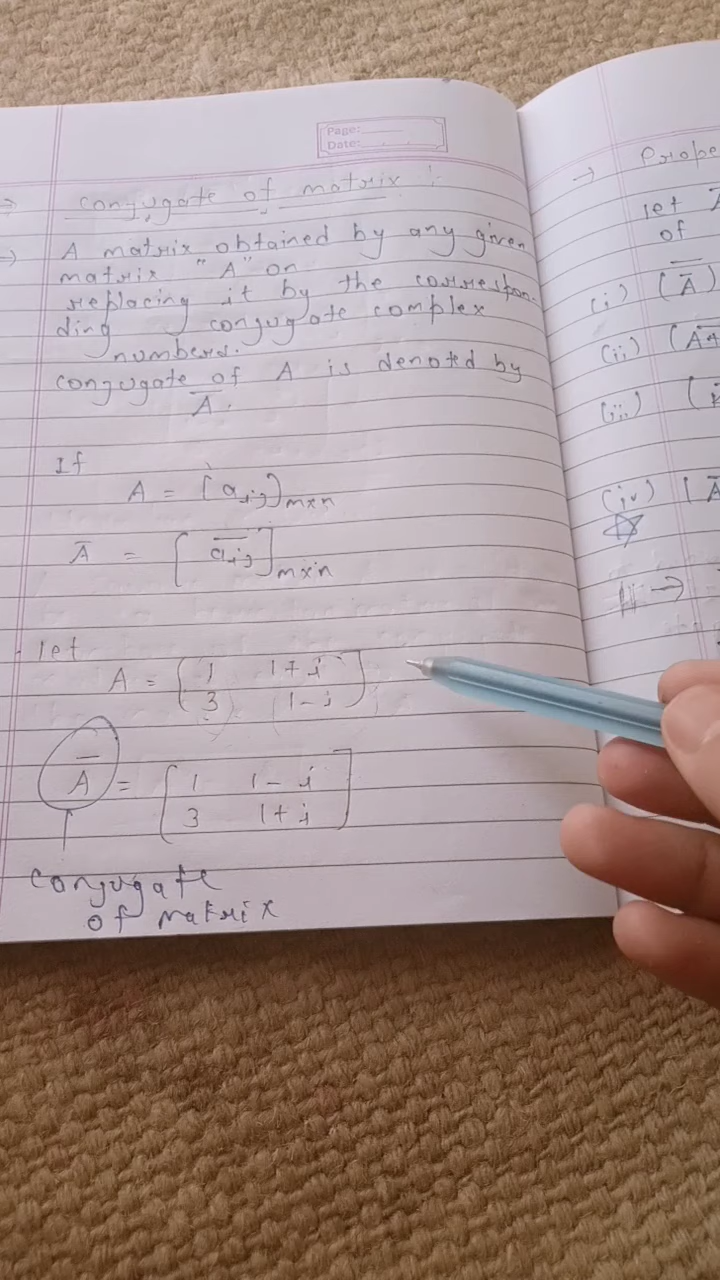 Page:
Date:
⇒ conjugate of matrix :
→ A matrix obtained by any given
matrix "A" on
replacing it by the correspon-
ding conjugate complex
numbers.
conjugate of A is denoted by
A̅.
If
A = [aij]m×n
A̅ = [a̅i̅j̅]m×n
let
A = [1 1+i
3 1-i]
A̅ = [1 1-i
3 1+i]
conjugate
of matrix
→ Prope
let A̅
of
(i) (A̅)
(ii) (A+
(iii) (
(iv) (A̅